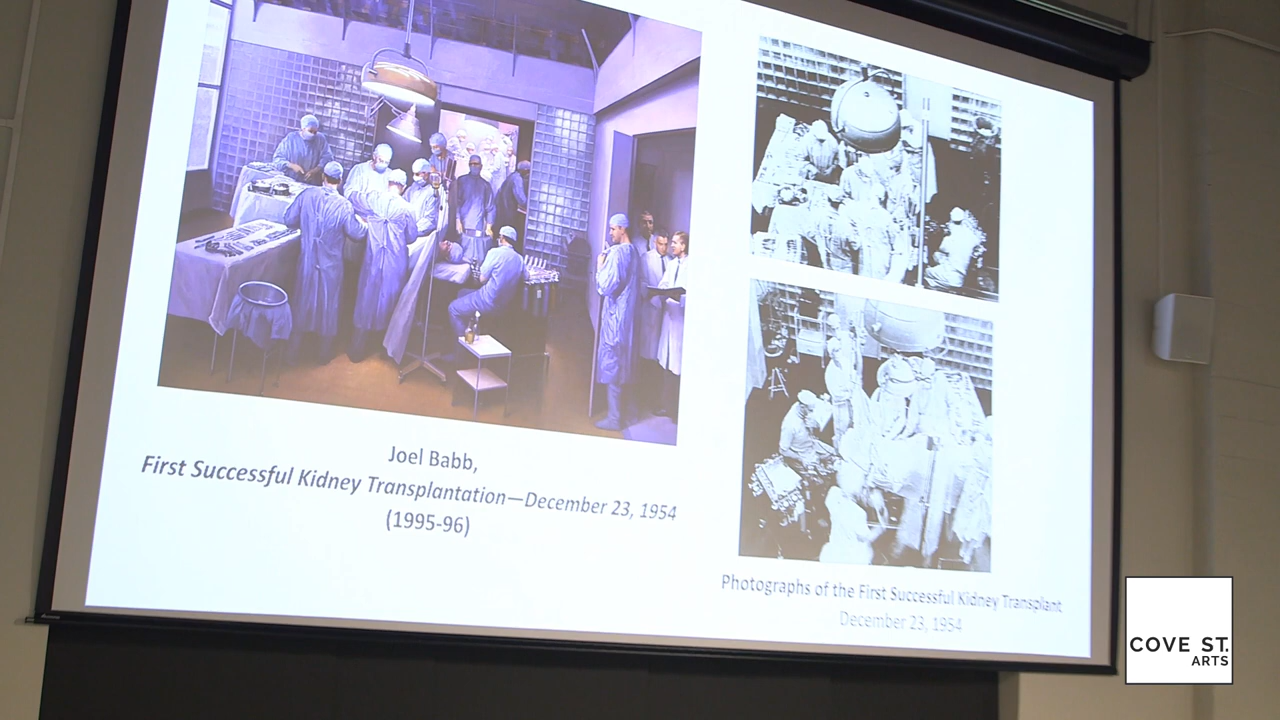 Joel Babb,
First Successful Kidney Transplantation—December 23, 1954
(1995-96)
Photographs of the First Successful Kidney Transplant
December 23, 1954
COVE ST.
ARTS